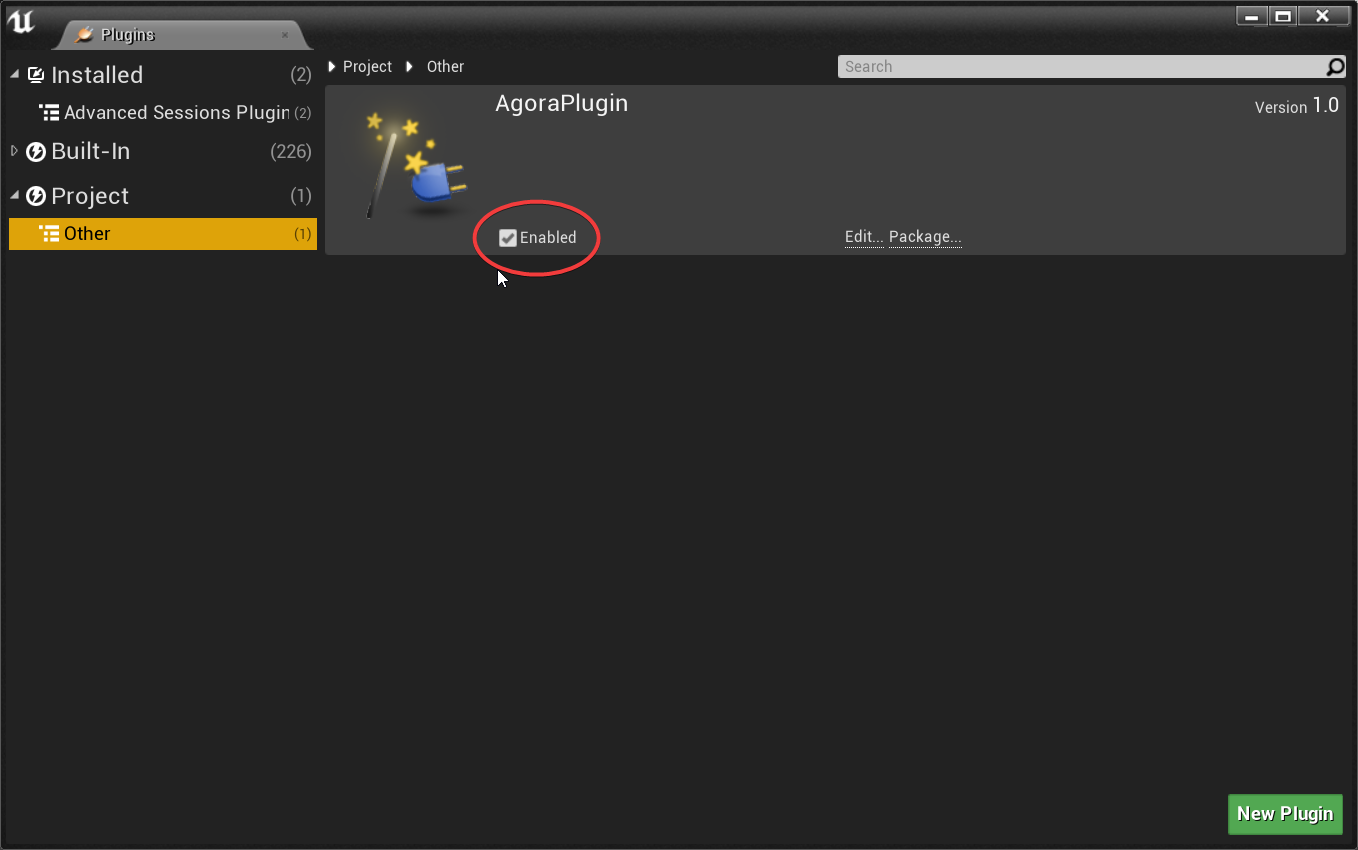 Plugins
Installed (2)
Advanced Sessions Plugin (2)
Built-In (226)
Project (1)
Other (1)
Project Other
Search
AgoraPlugin
Version 1.0
Enabled
Edit... Package...
New Plugin